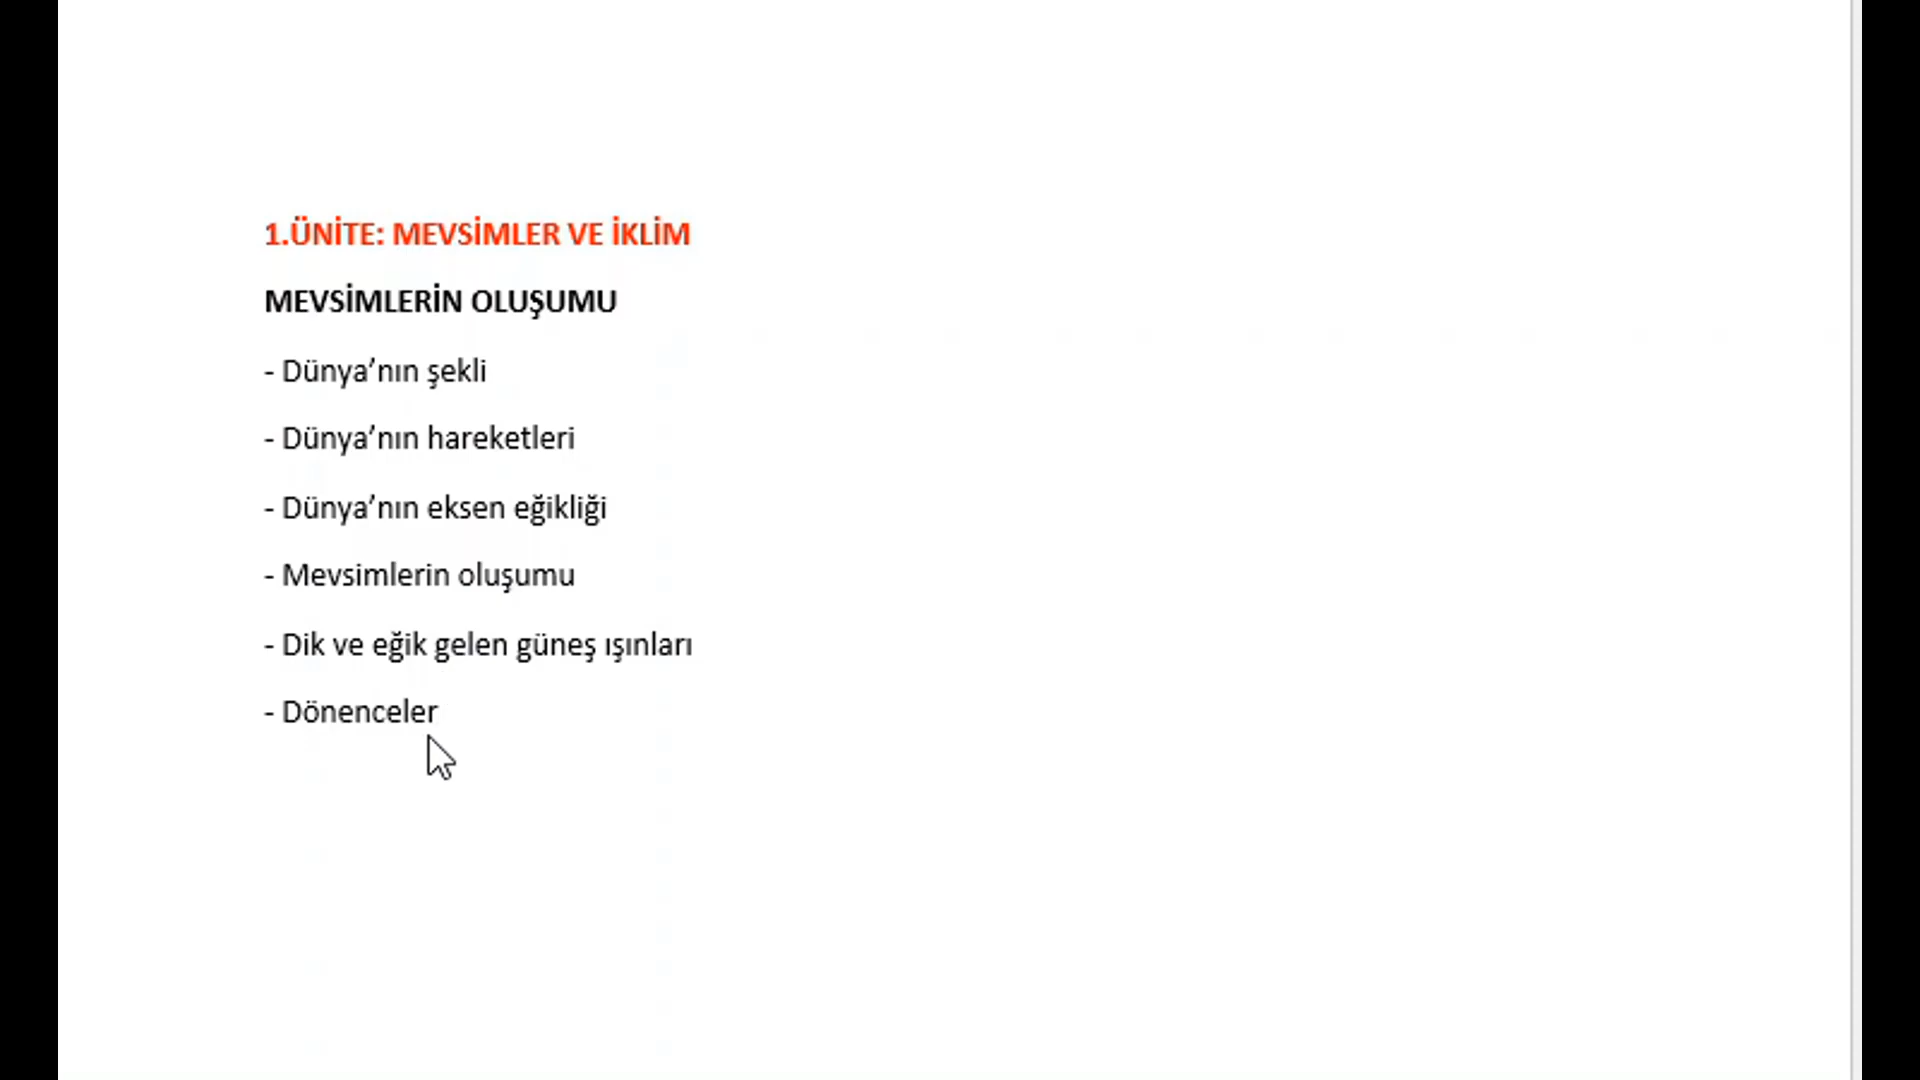 1.ÜNİTE: MEVSİMLER VE İKLİM
MEVSİMLERİN OLUŞUMU
- Dünya’nın şekli
- Dünya’nın hareketleri
- Dünya’nın eksen eğikliği
- Mevsimlerin oluşumu
- Dik ve eğik gelen güneş ışınları
- Dönenceler